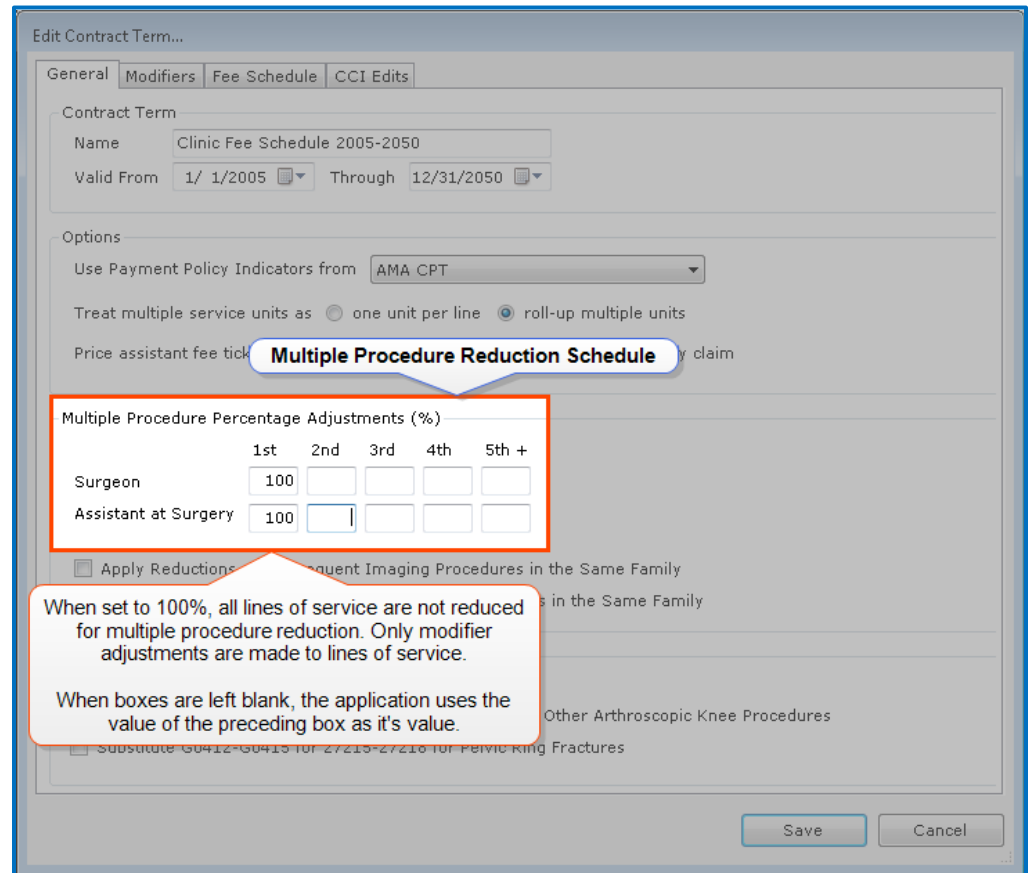 Edit Contract Term...
General Modifiers Fee Schedule CCI Edits
Contract Term
Name Clinic Fee Schedule 2005-2050
Valid From 1/ 1/2005 Through 12/31/2050
Options
Use Payment Policy Indicators from AMA CPT
Treat multiple service units as one unit per line roll-up multiple units
Price assistant fee claim
Multiple Procedure Reduction Schedule
Multiple Procedure Percentage Adjustments (%)
1st 2nd 3rd 4th 5th +
Surgeon 100
Assistant at Surgery 100
Apply Reductions Imaging Procedures in the Same Family
in the Same Family
When set to 100%, all lines of service are not reduced
for multiple procedure reduction. Only modifier
adjustments are made to lines of service.
When boxes are left blank, the application uses the
value of the preceding box as it's value.
Other Arthroscopic Knee Procedures
Substitute G0412-G0415 for 27215-27218 for Pelvic Ring Fractures
Save Cancel